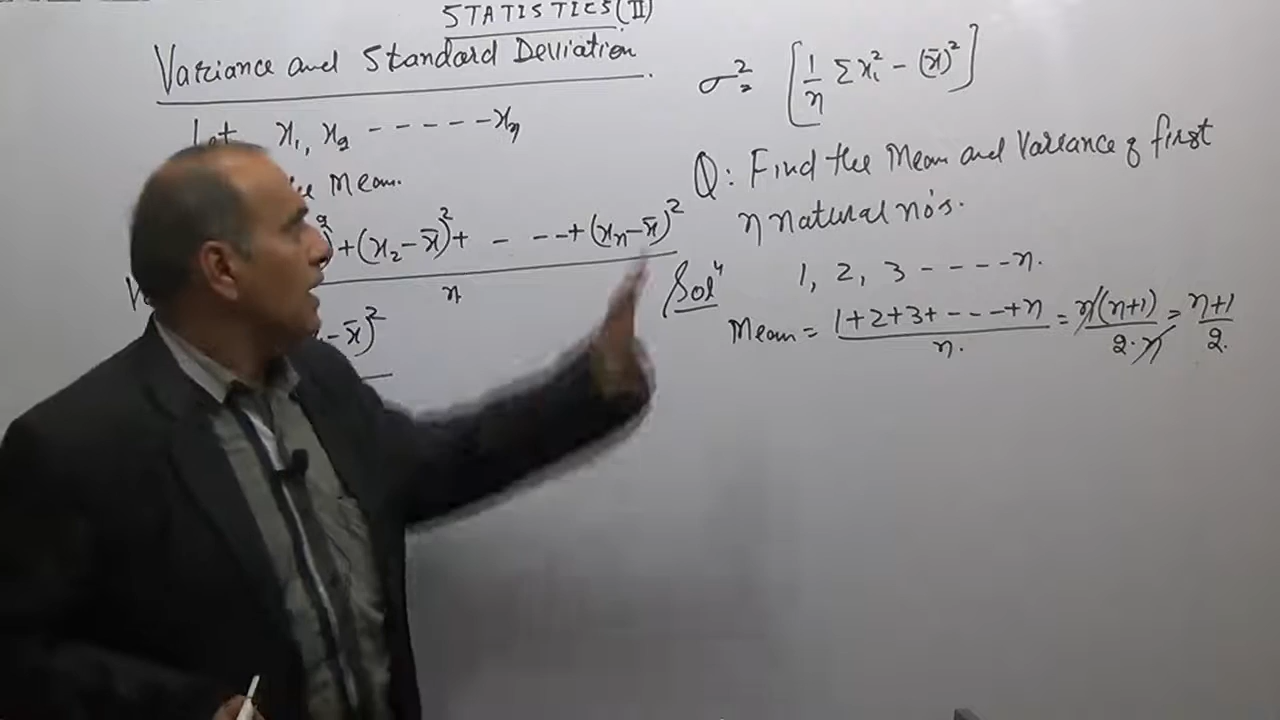 STATISTICS (II)
Variance and Standard Deviation
Let x₁, x₂ ------xₙ
Mean.
+(x₂-x̄)²+ - --+(xₙ-x̄)²
n
-x̄)²
σ²= [1/n Σxᵢ² - (x̄)²]
Q: Find the Mean and Variance of first
n natural no's.
Solⁿ 1, 2, 3 -----n.
Mean = (1+2+3+-----+n)/n. = n(n+1)/2.n = (n+1)/2.